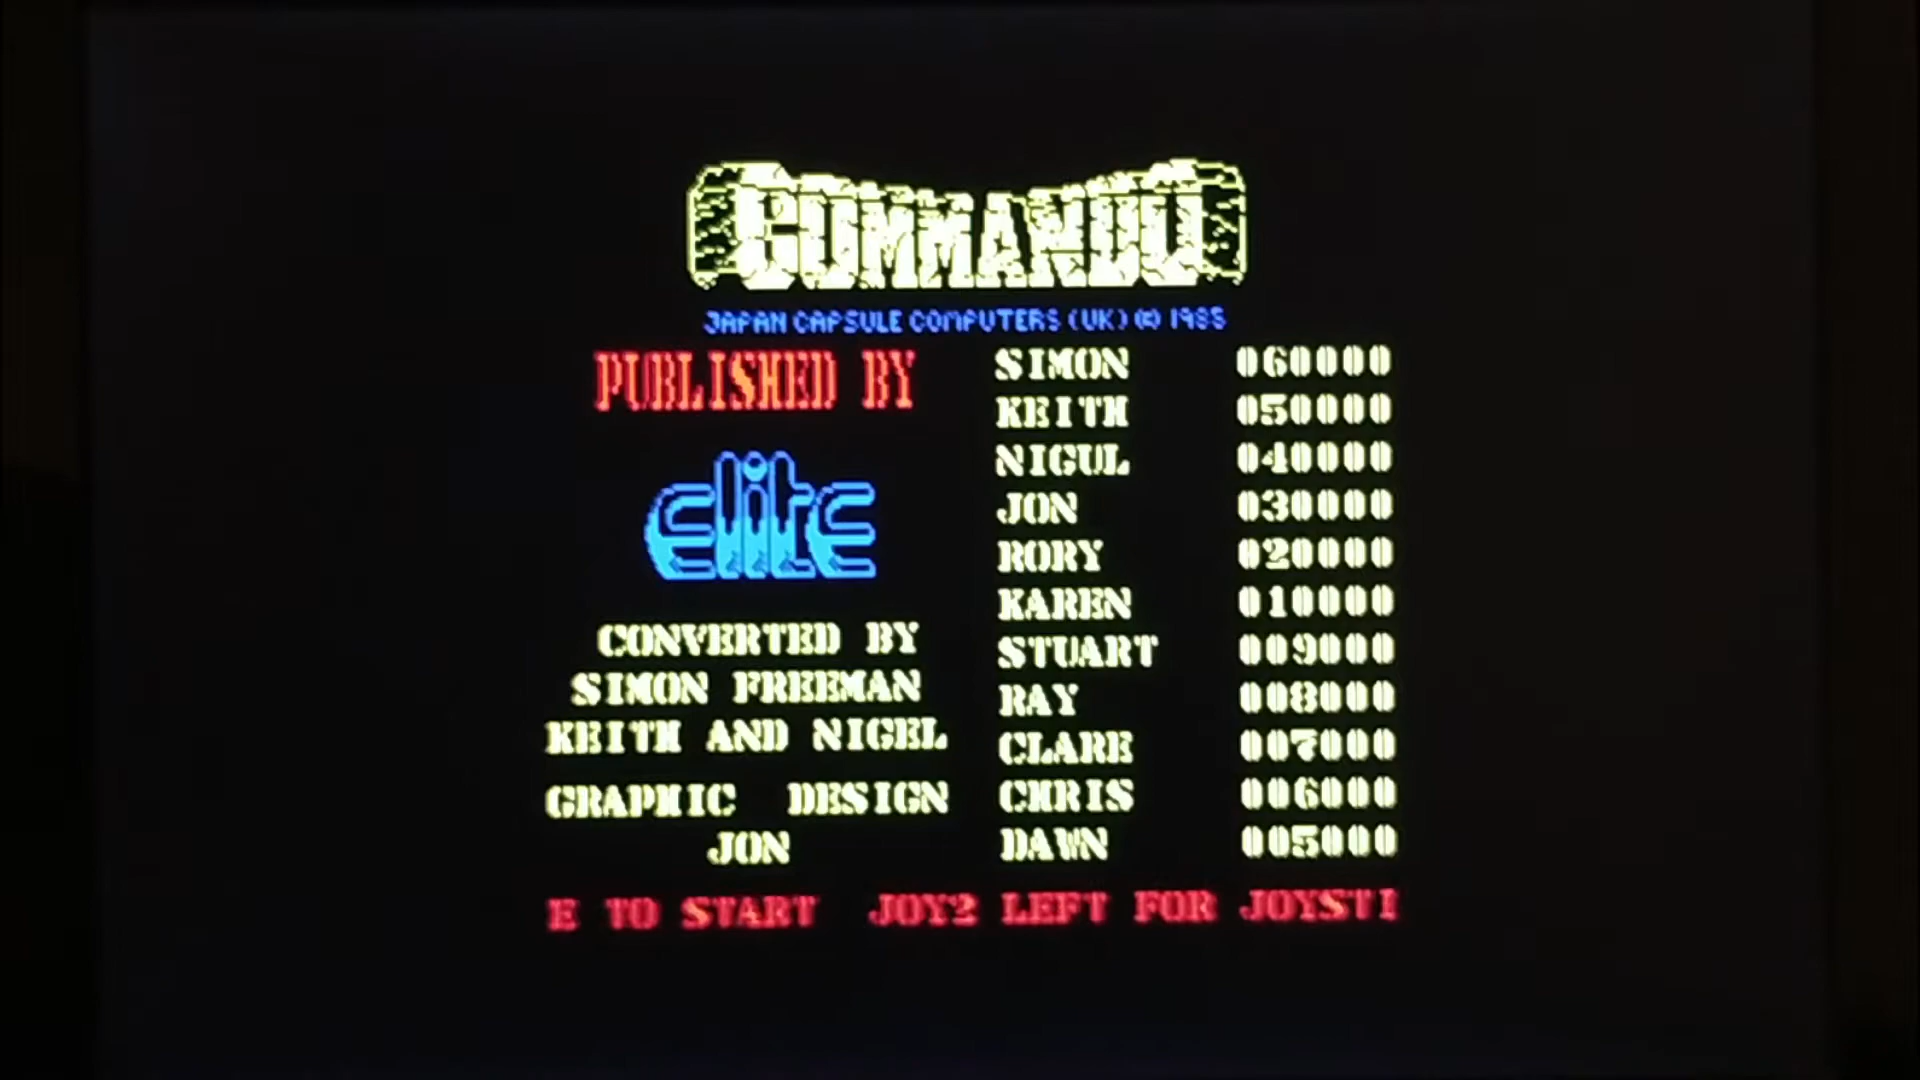 COMMANDO
JAPAN CAPSULE COMPUTERS (UK) © 1985
PUBLISHED BY
elite
CONVERTED BY
SIMON FREEMAN
KEITH AND NIGEL
GRAPHIC DESIGN
JON
SIMON 060000
KEITH 050000
NIGUL 040000
JON 030000
RORY 020000
KAREN 010000
STUART 009000
RAY 008000
CLARE 007000
CHRIS 006000
DAWN 005000
E TO START JOY2 LEFT FOR JOYSTI